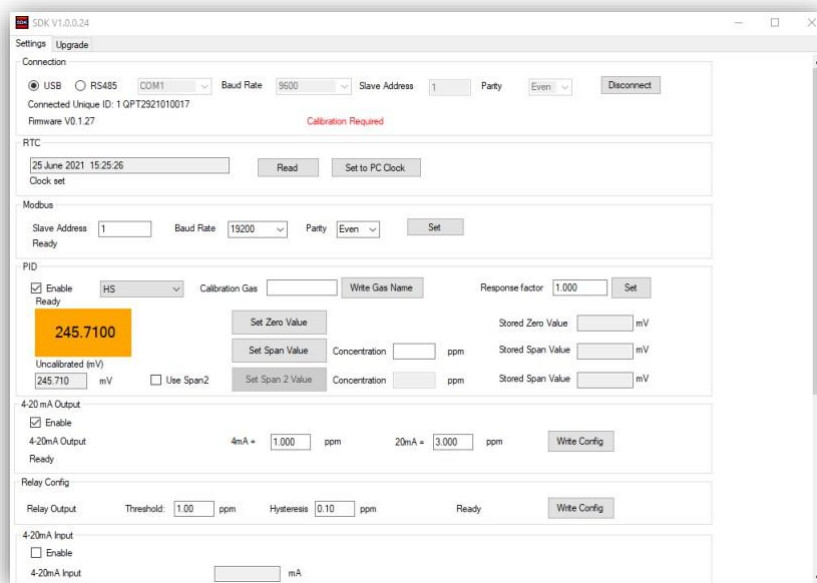 SDK SDK V1.0.0.24
Settings Upgrade
Connection
USB RS485 COM1 Baud Rate 9600 Slave Address 1 Parity Even Disconnect
Connected Unique ID: 1 QPT2921010017
Firmware V0.1.27 Calibration Required
RTC
25 June 2021 15:25:26 Read Set to PC Clock
Clock set
Modbus
Slave Address 1 Baud Rate 19200 Parity Even Set
Ready
PID
Enable HS Calibration Gas Write Gas Name Response factor 1.000 Set
Ready
245.7100
Set Zero Value Stored Zero Value mV
Set Span Value Concentration ppm Stored Span Value mV
Uncalibrated (mV)
245.710 mV Use Span2 Set Span 2 Value Concentration ppm Stored Span Value mV
4-20 mA Output
Enable
4-20mA Output 4mA = 1.000 ppm 20mA = 3.000 ppm Write Config
Ready
Relay Config
Relay Output Threshold: 1.00 ppm Hysteresis 0.10 ppm Ready Write Config
4-20mA Input
Enable
4-20mA Input mA